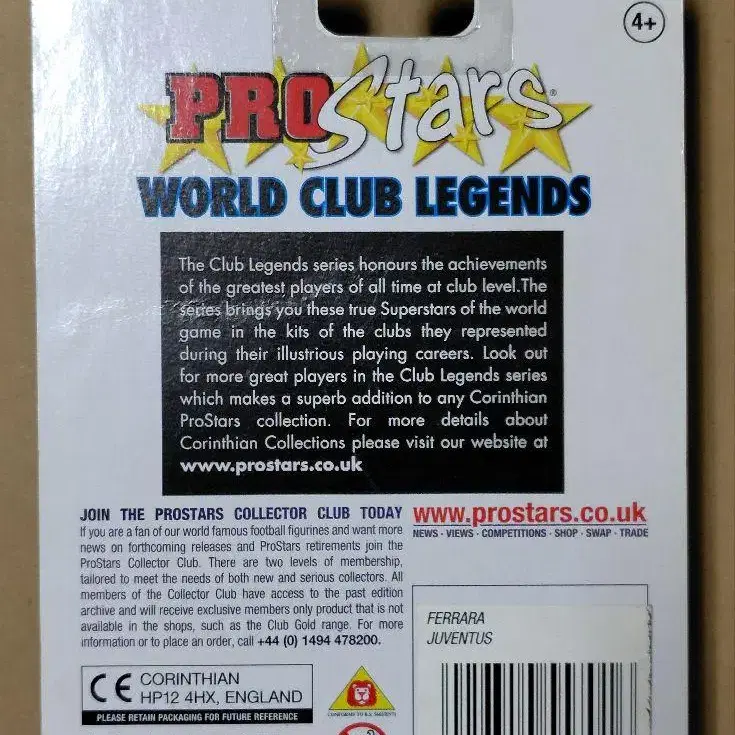 4+
PROStars®
WORLD CLUB LEGENDS
The Club Legends series honours the achievements
of the greatest players of all time at club level.The
series brings you these true Superstars of the world
game in the kits of the clubs they represented
during their illustrious playing careers. Look out
for more great players in the Club Legends series
which makes a superb addition to any Corinthian
ProStars collection. For more details about
Corinthian Collections please visit our website at
www.prostars.co.uk
JOIN THE PROSTARS COLLECTOR CLUB TODAY
If you are a fan of our world famous football figurines and want more
news on forthcoming releases and ProStars retirements join the
ProStars Collector Club. There are two levels of membership,
tailored to meet the needs of both new and serious collectors. All
members of the Collector Club have access to the past edition
archive and will receive exclusive members only product that is not
available in the shops, such as the Club Gold range. For more
information or to place an order, call +44 (0) 1494 478200.
www.prostars.co.uk
NEWS · VIEWS · COMPETITIONS · SHOP · SWAP · TRADE
FERRARA
JUVENTUS
CE CORINTHIAN
HP12 4HX, ENGLAND
PLEASE RETAIN PACKAGING FOR FUTURE REFERENCE